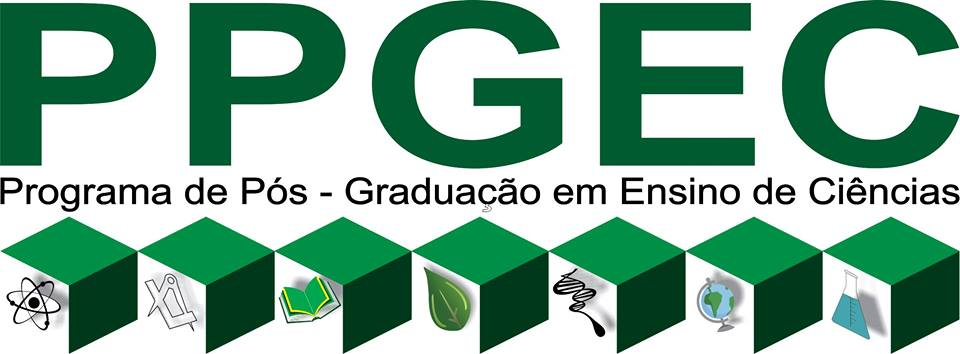 PPGEC
Programa de Pós - Graduação em Ensino de Ciências